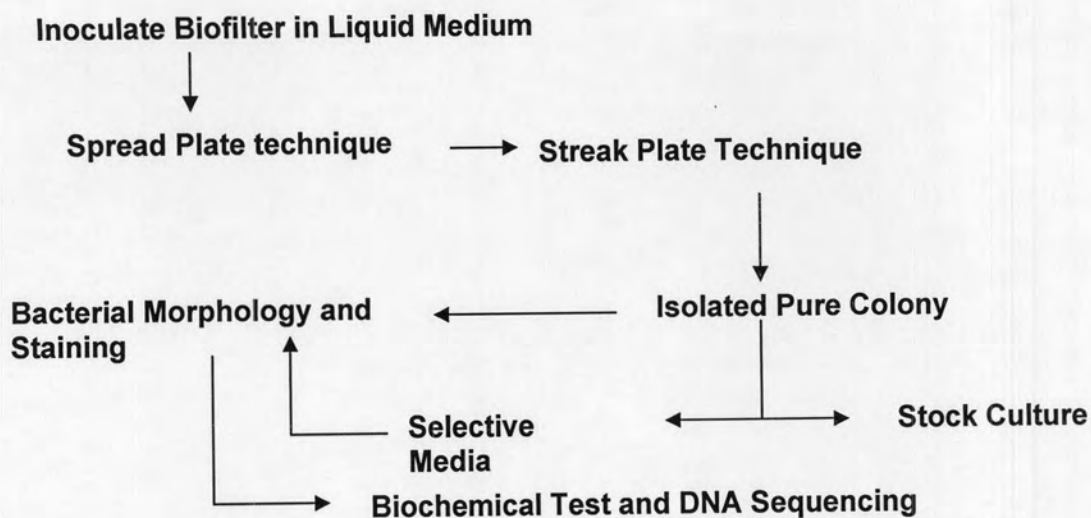 Inoculate Biofilter in Liquid Medium
Spread Plate technique
Streak Plate Technique
Isolated Pure Colony
Bacterial Morphology and
Staining
Selective
Media
Stock Culture
Biochemical Test and DNA Sequencing